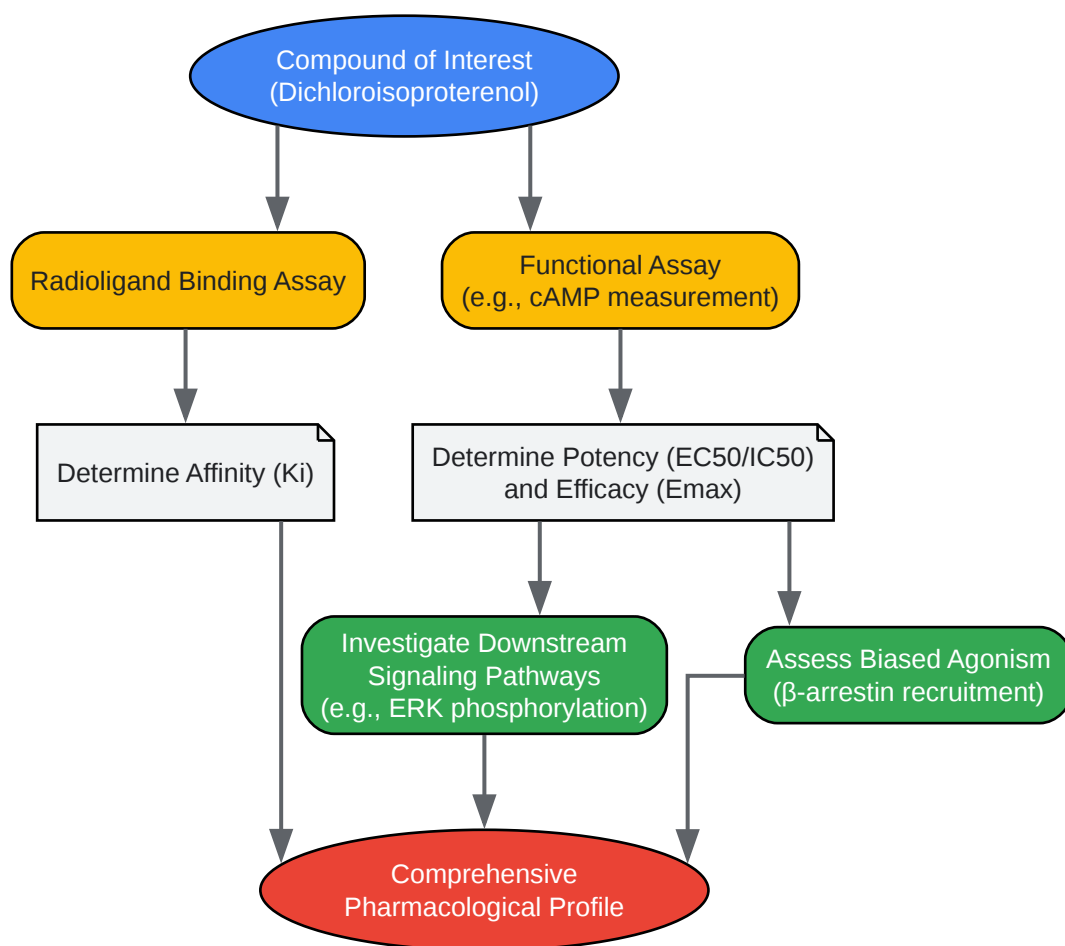 Compound of Interest
(Dichloroisoproterenol)
Radioligand Binding Assay
Functional Assay
(e.g., cAMP measurement)
Determine Affinity (Ki)
Determine Potency (EC50/IC50)
and Efficacy (Emax)
Investigate Downstream
Signaling Pathways
(e.g., ERK phosphorylation)
Assess Biased Agonism
(β-arrestin recruitment)
Comprehensive
Pharmacological Profile